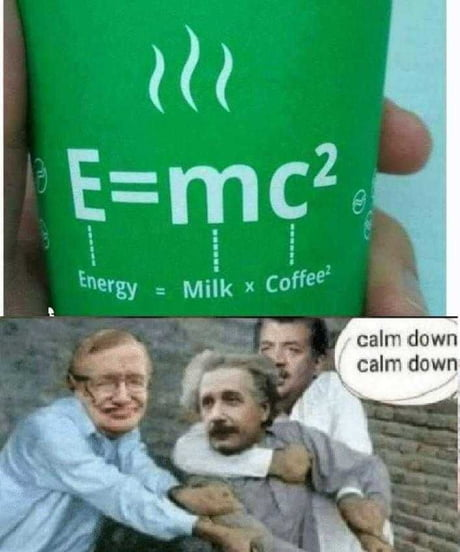 E=mc²
Energy = Milk x Coffee²
calm down
calm down